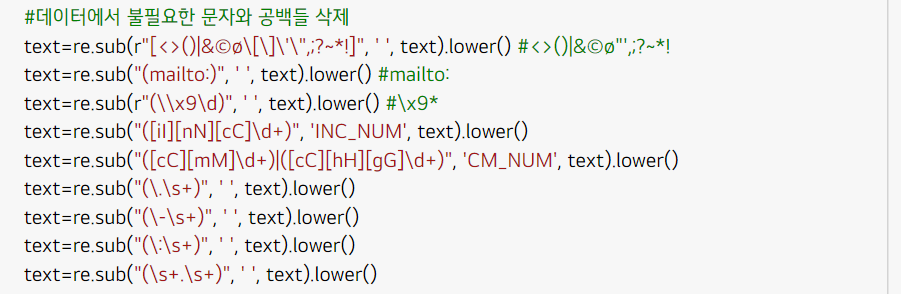 #데이터에서 불필요한 문자와 공백들 삭제
text=re.sub(r"[<>()|&©ø\[\]\'\",;?~*!]", ' ', text).lower() #<>()|&©ø"',;?~*!
text=re.sub("(mailto:)", ' ', text).lower() #mailto:
text=re.sub(r"(\\x9\d)", ' ', text).lower() #\x9*
text=re.sub("([iI][nN][cC]\d+)", 'INC_NUM', text).lower()
text=re.sub("([cC][mM]\d+)|([cC][hH][gG]\d+)", 'CM_NUM', text).lower()
text=re.sub("(\.\s+)", ' ', text).lower()
text=re.sub("(\-\s+)", ' ', text).lower()
text=re.sub("(\:\s+)", ' ', text).lower()
text=re.sub("(\s+.\s+)", ' ', text).lower()